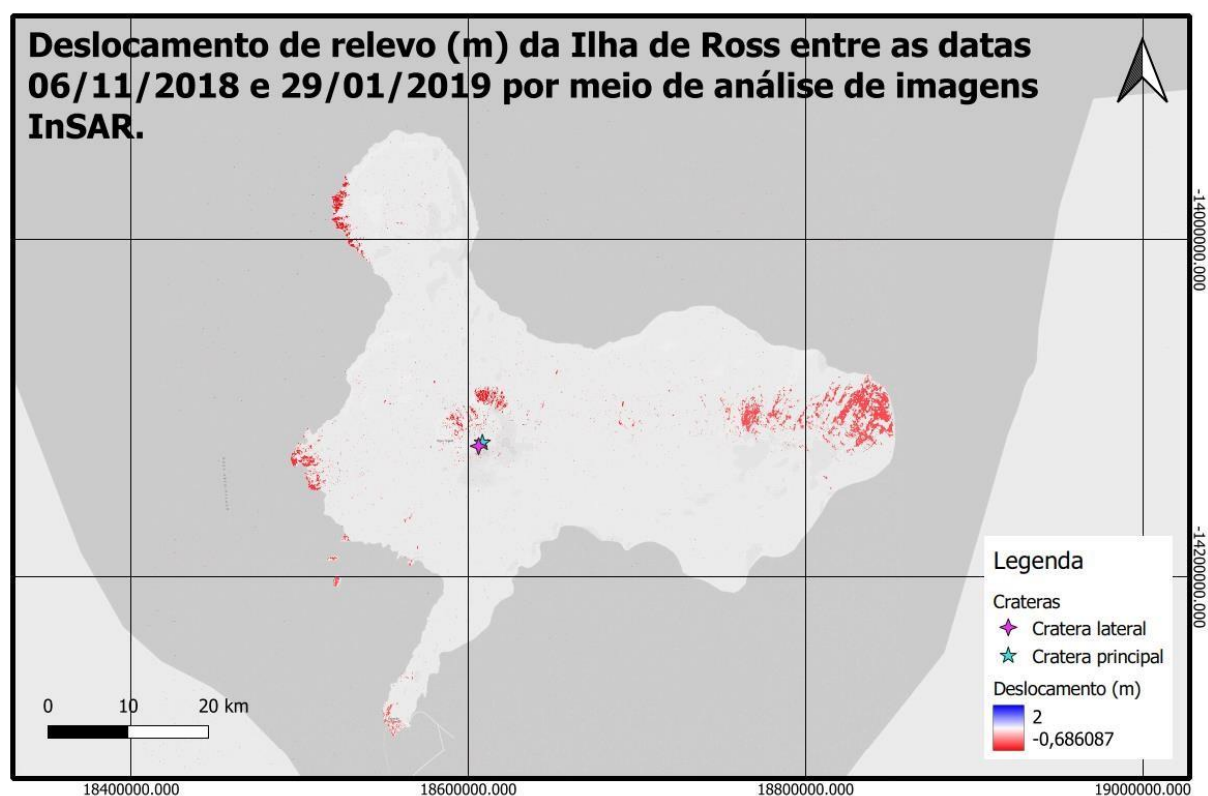 Deslocamento de relevo (m) da Ilha de Ross entre as datas
06/11/2018 e 29/01/2019 por meio de análise de imagens
InSAR.
-14000000.000
-14200000.000
Legenda
Crateras
Cratera lateral
Cratera principal
Deslocamento (m)
2
-0,686087
0 10 20 km
18400000.000 18600000.000 18800000.000 19000000.000